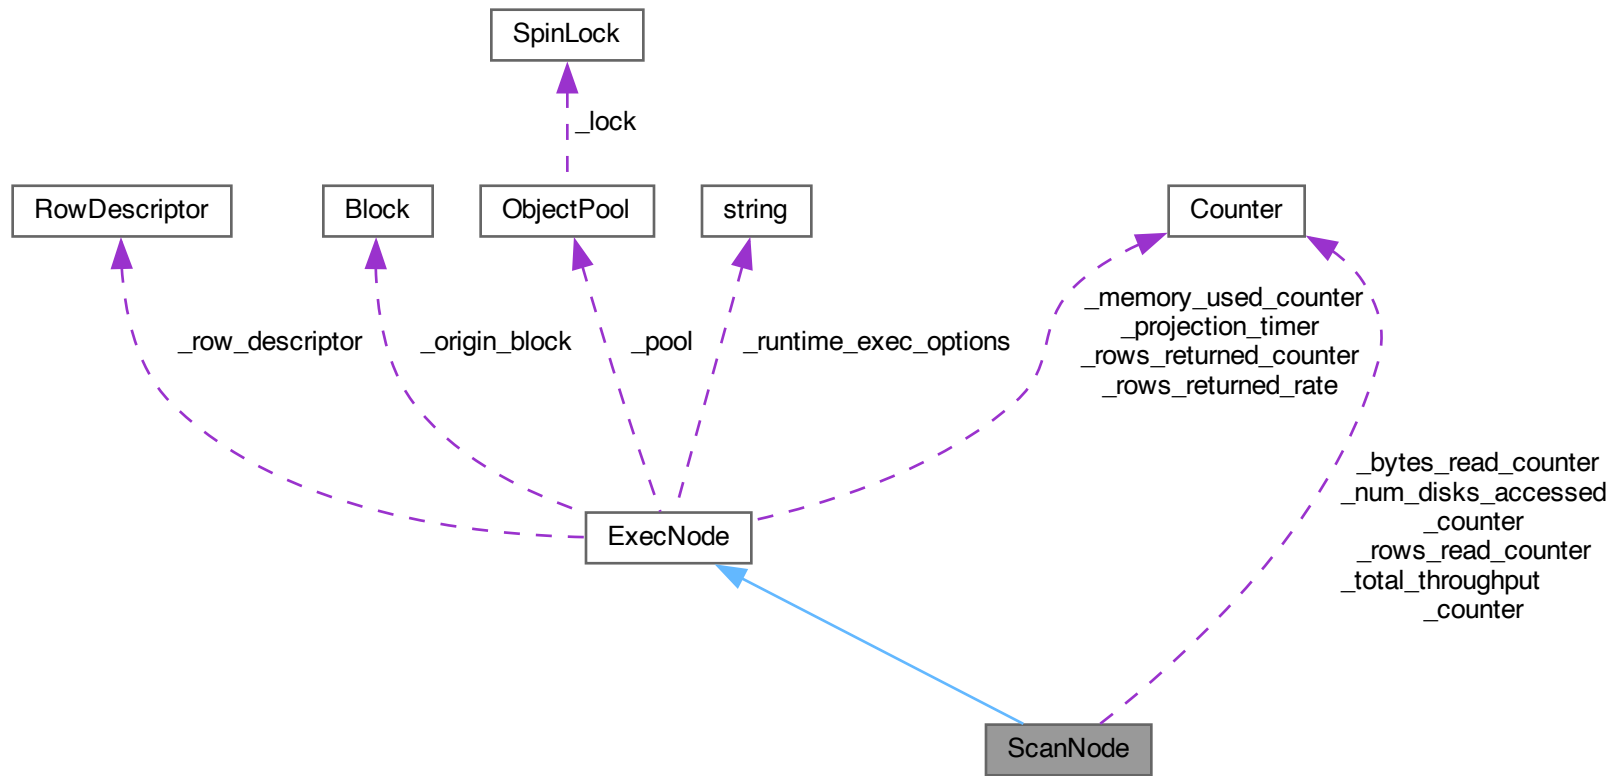 SpinLock
_lock
RowDescriptor
Block
ObjectPool
string
Counter
_row_descriptor
_origin_block
_pool
_runtime_exec_options
_memory_used_counter
_projection_timer
_rows_returned_counter
_rows_returned_rate
_bytes_read_counter
_num_disks_accessed
_counter
_rows_read_counter
_total_throughput
_counter
ExecNode
ScanNode